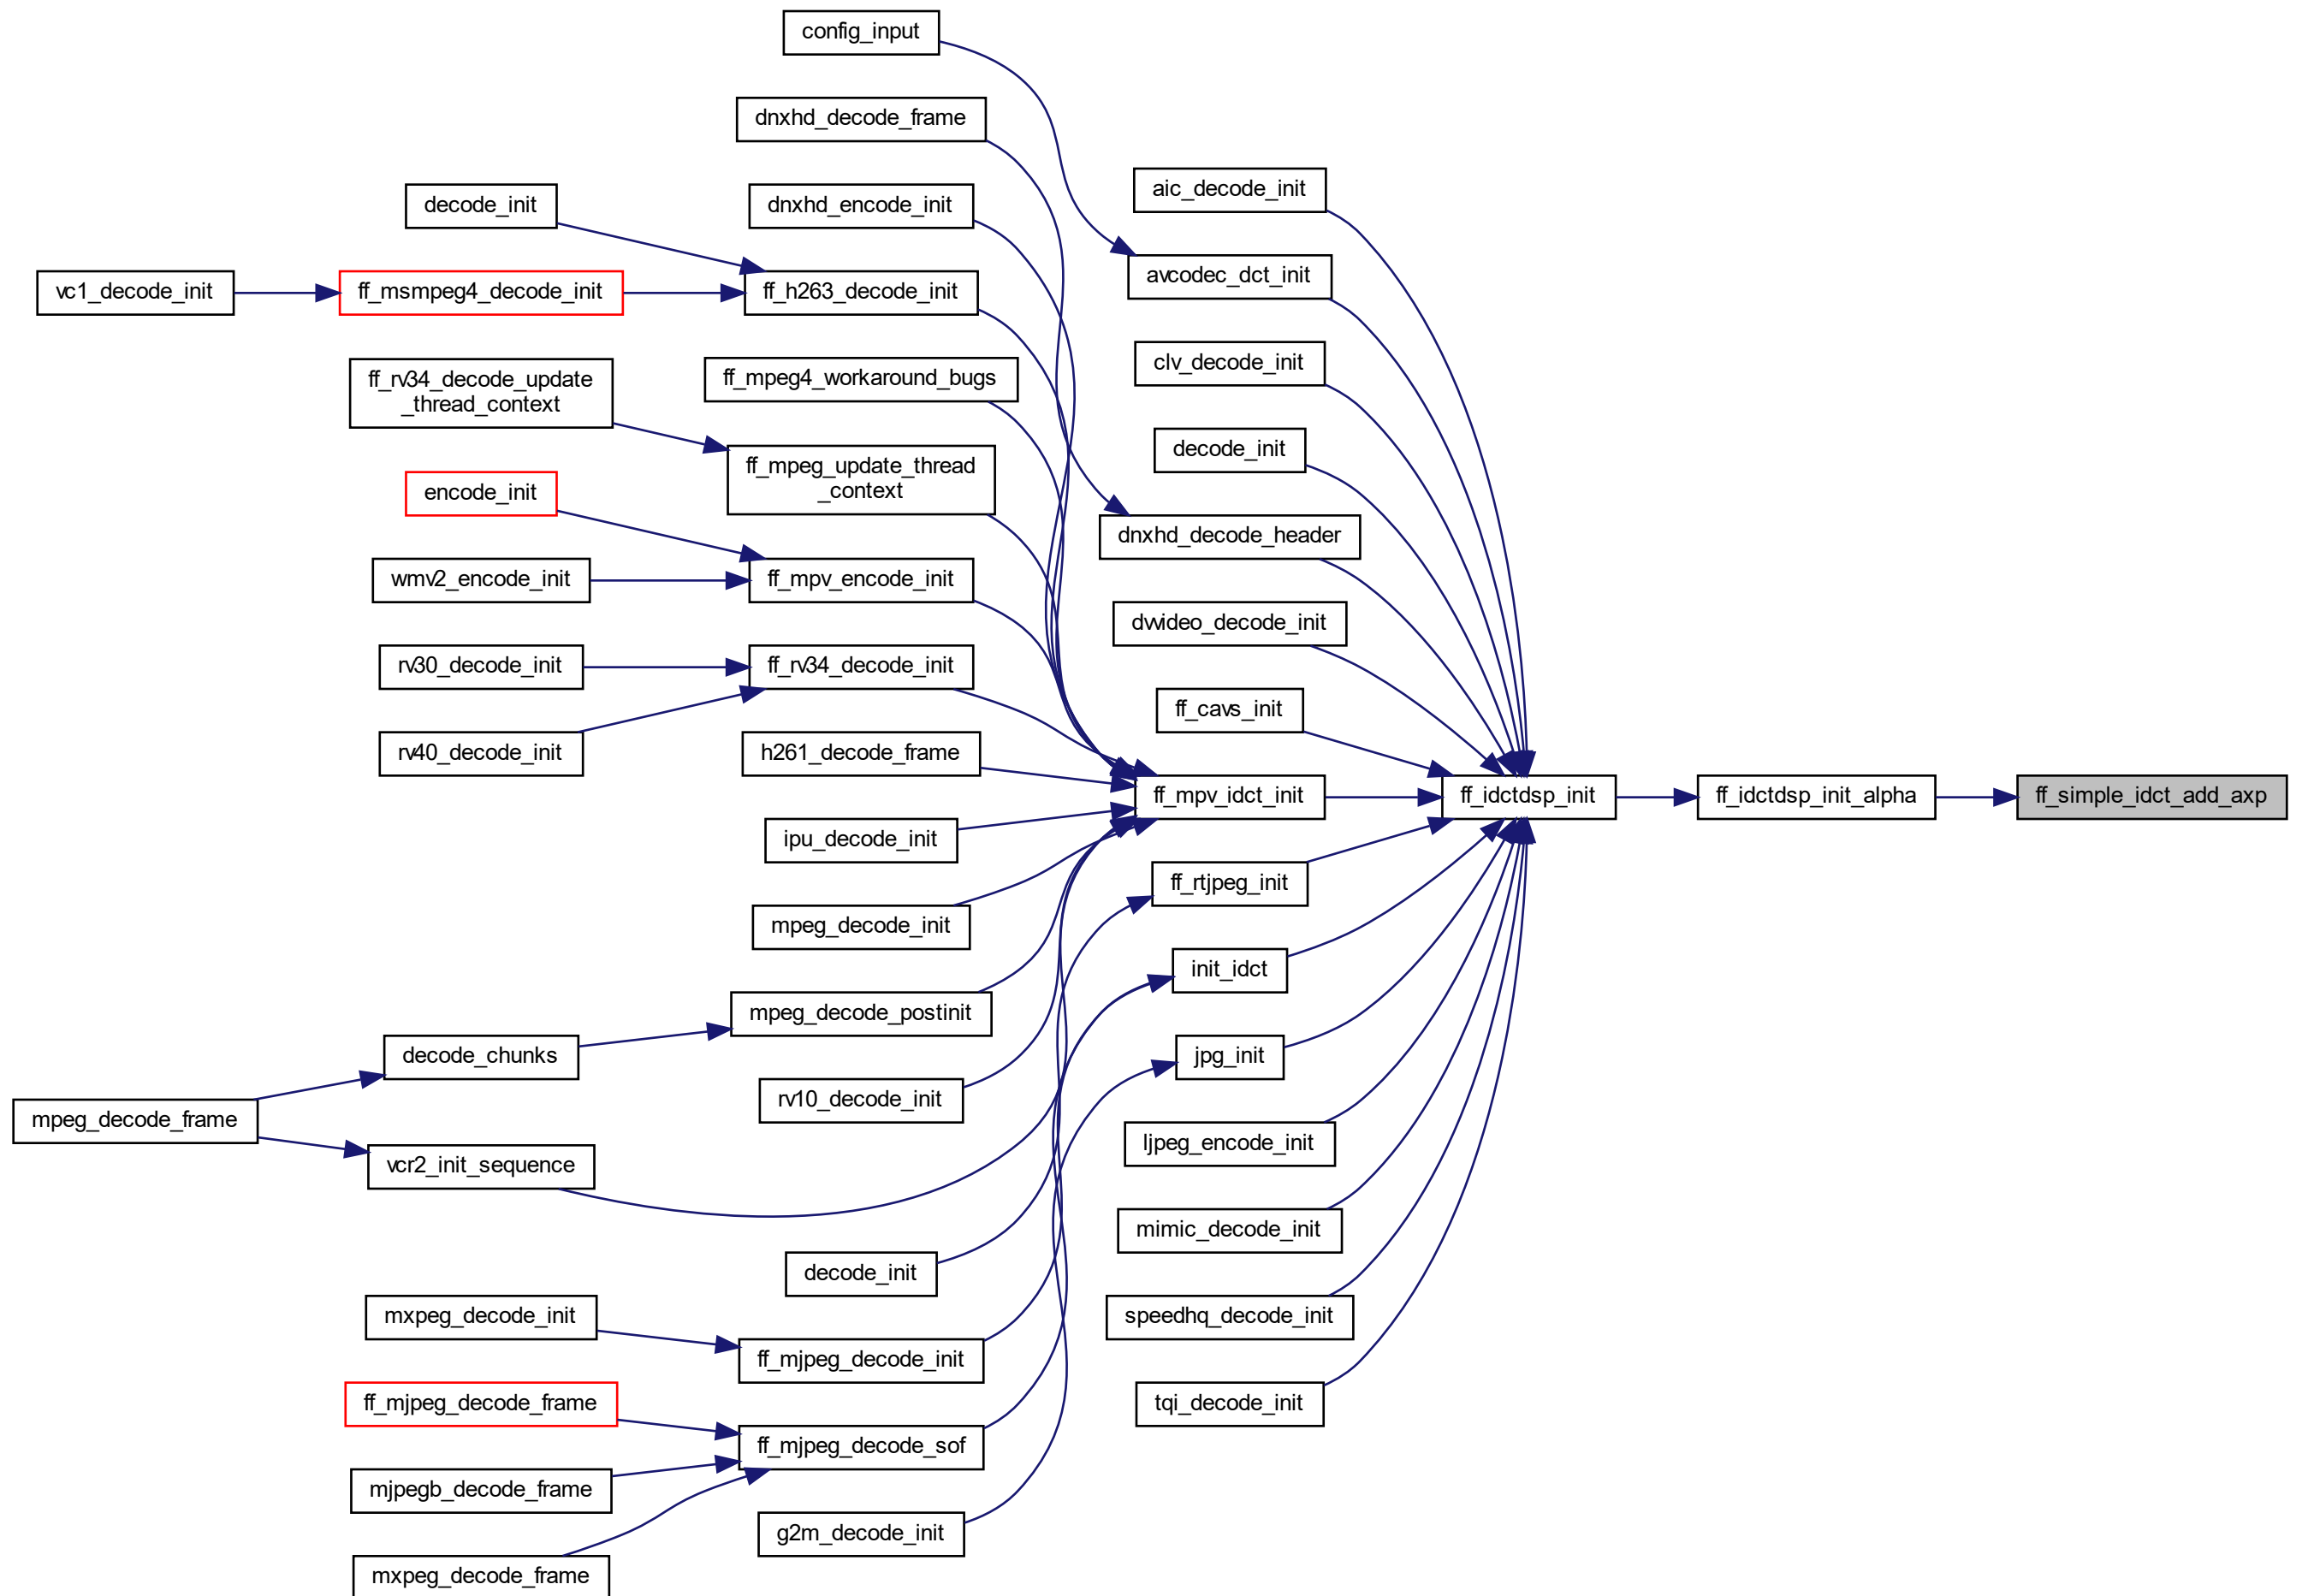 config_input
dnxhd_decode_frame
aic_decode_init
decode_init
dnxhd_encode_init
avcodec_dct_init
vc1_decode_init
ff_msmpeg4_decode_init
ff_h263_decode_init
clv_decode_init
ff_rv34_decode_update
_thread_context
ff_mpeg4_workaround_bugs
decode_init
ff_mpeg_update_thread
_context
encode_init
dnxhd_decode_header
wmv2_encode_init
ff_mpv_encode_init
dvvideo_decode_init
rv30_decode_init
ff_rv34_decode_init
ff_cavs_init
rv40_decode_init
h261_decode_frame
ff_mpv_idct_init
ff_idctdsp_init
ff_idctdsp_init_alpha
ff_simple_idct_add_axp
ipu_decode_init
ff_rtjpeg_init
mpeg_decode_init
init_idct
mpeg_decode_postinit
decode_chunks
jpg_init
mpeg_decode_frame
rv10_decode_init
ljpeg_encode_init
vcr2_init_sequence
mimic_decode_init
decode_init
mxpeg_decode_init
speedhq_decode_init
ff_mjpeg_decode_init
ff_mjpeg_decode_frame
tqi_decode_init
ff_mjpeg_decode_sof
mjpegb_decode_frame
g2m_decode_init
mxpeg_decode_frame